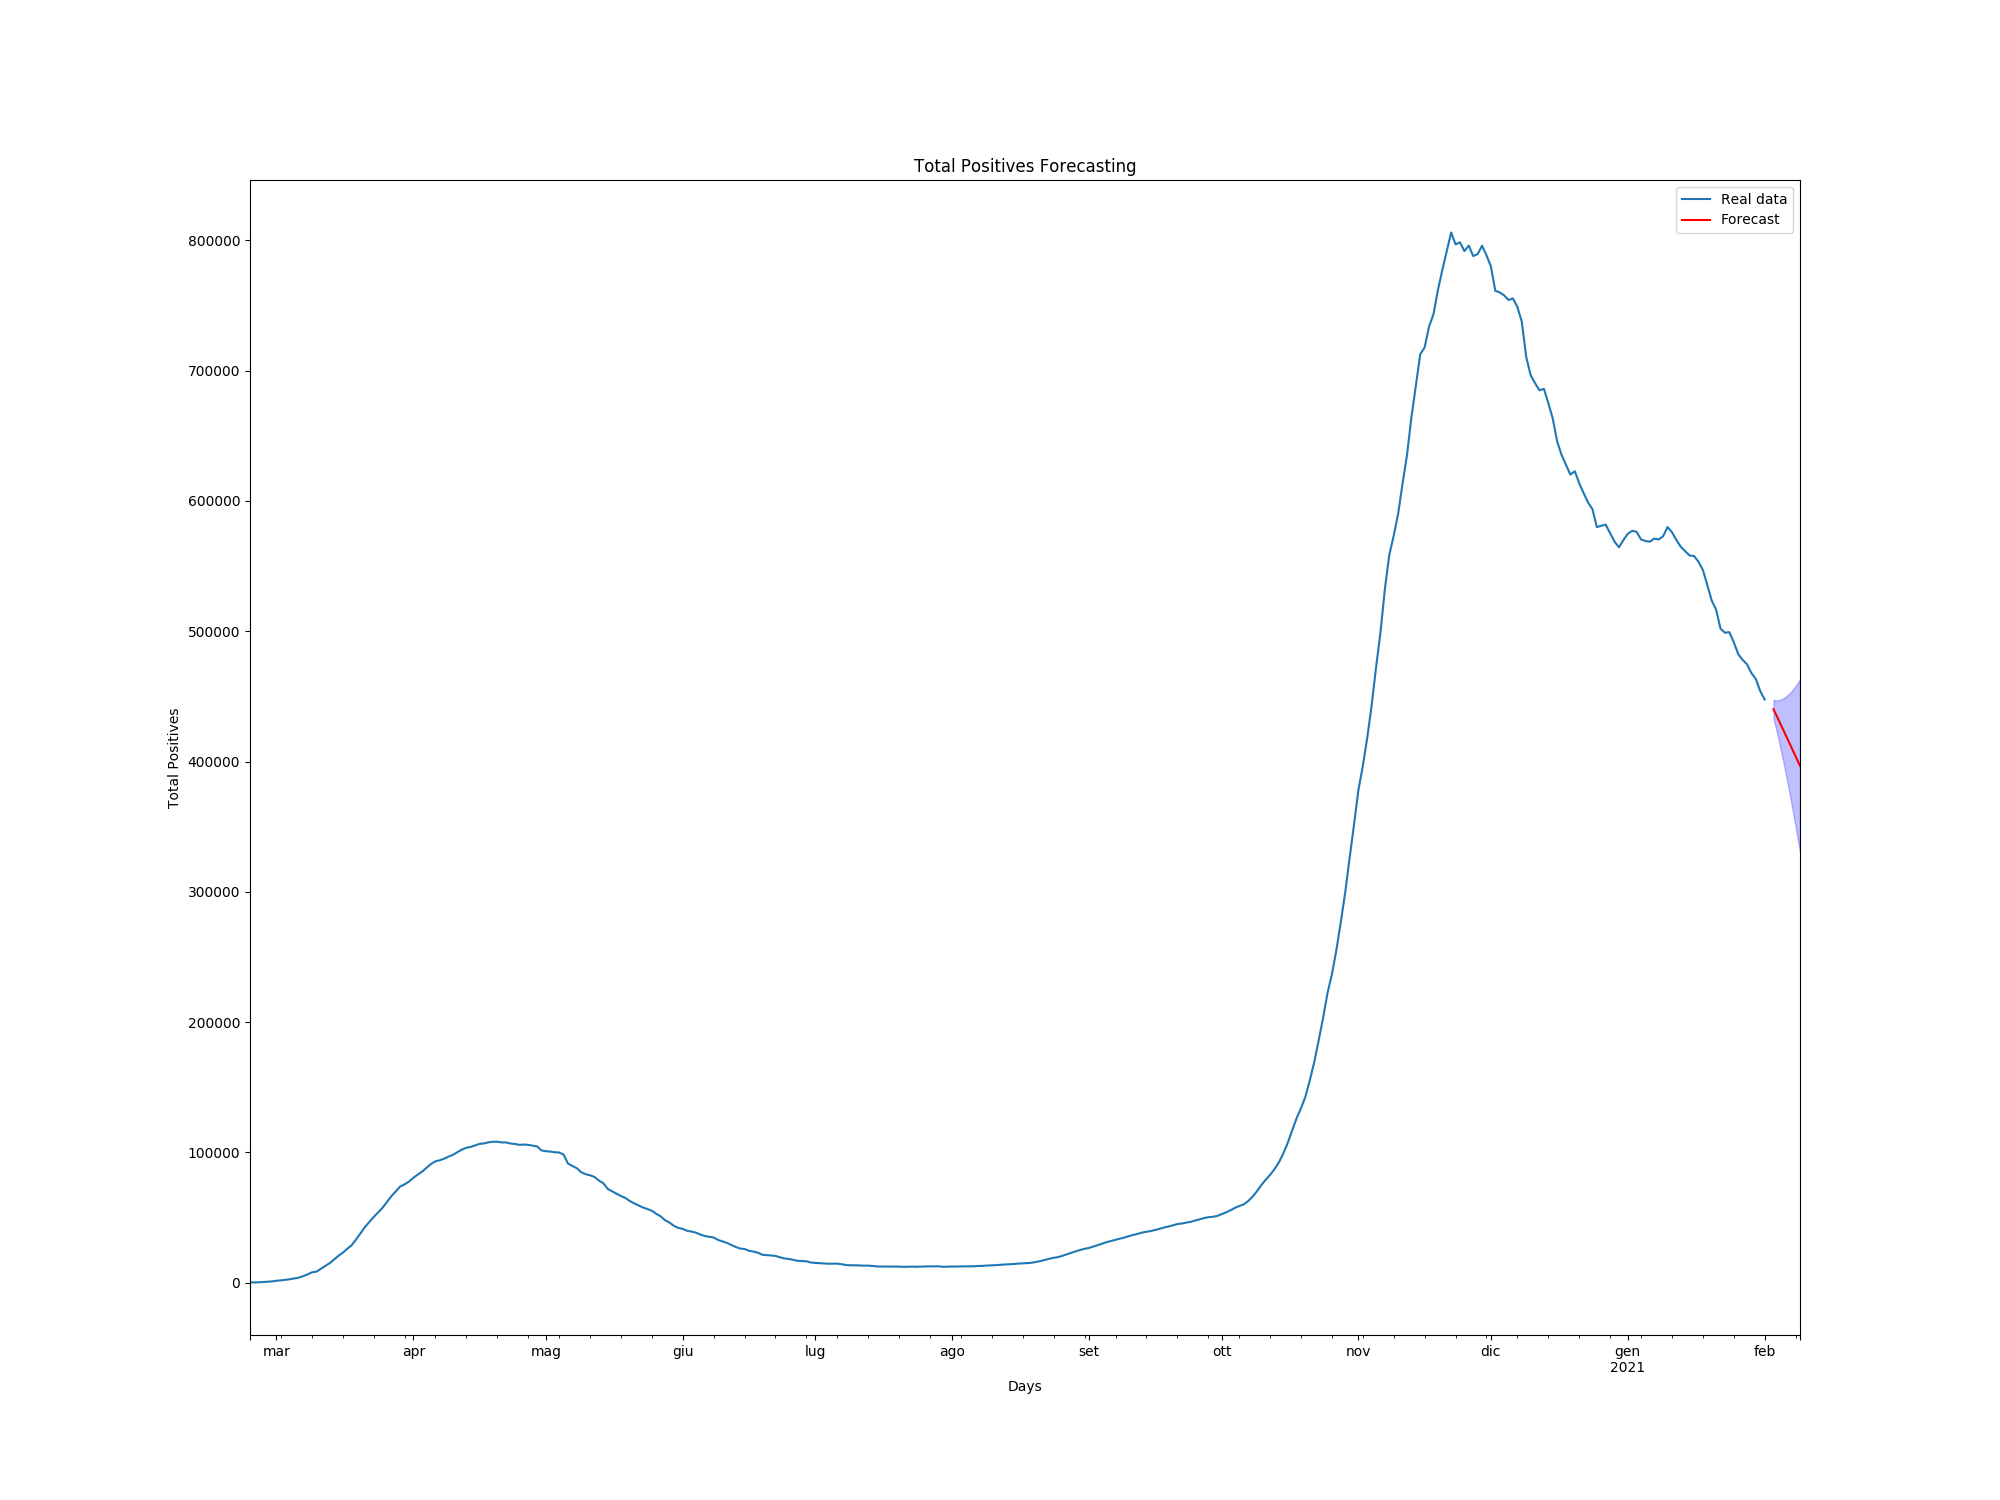 Total Positives Forecasting
Real data
Forecast
800000
700000
600000
500000
400000
300000
200000
100000
0
Total Positives
mar apr mag giu lug ago set ott nov dic gen feb
2021
Days